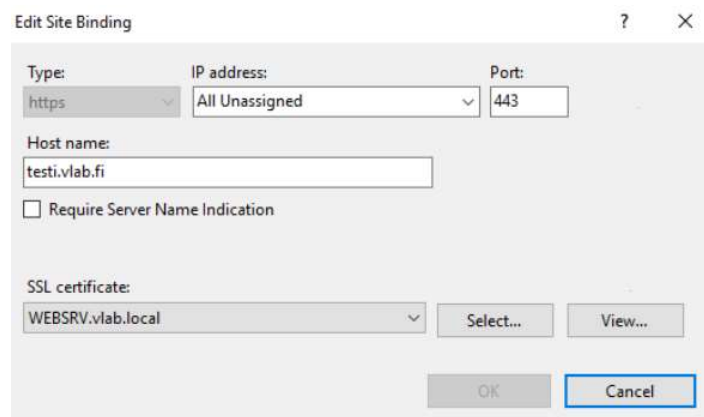 Edit Site Binding ? ×
Type: IP address: Port:
https All Unassigned 443
Host name:
testi.vlab.fi
Require Server Name Indication
SSL certificate:
WEBSRV.vlab.local Select... View...
OK Cancel